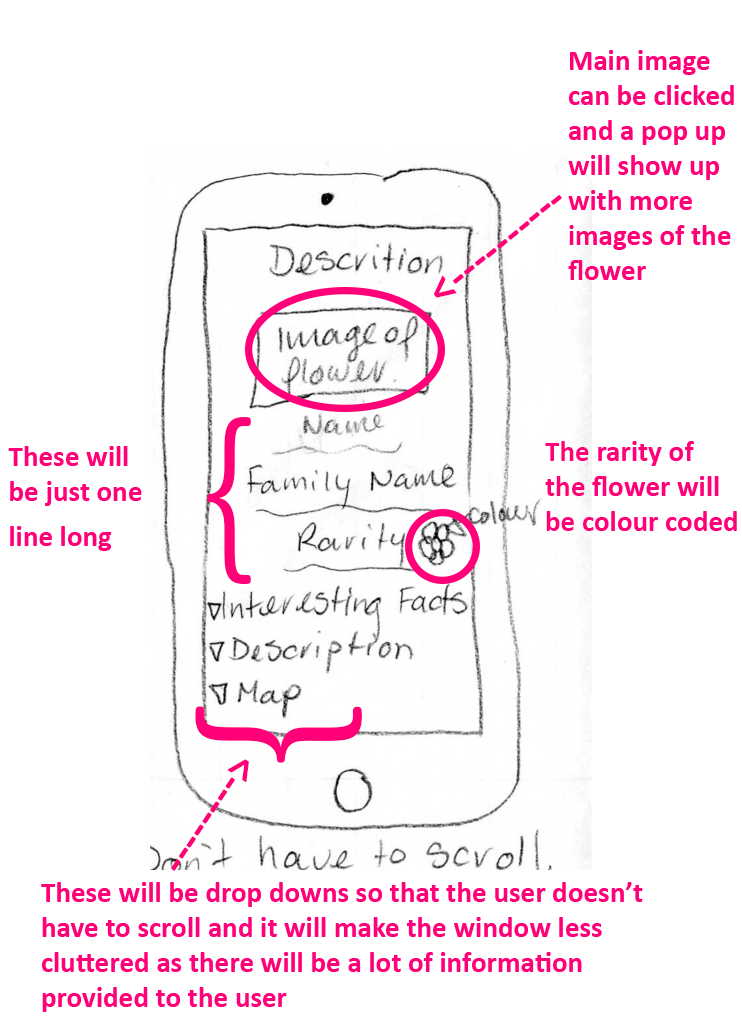 Main image
can be clicked
and a pop up
will show up
with more
images of the
flower
Descrition
Image of
flower.
Name
These will
be just one
line long
Family Name
The rarity of
the flower will
be colour coded
colour
Rarity
Interesting Facts
Description
Map
Don't have to scroll.
These will be drop downs so that the user doesn’t
have to scroll and it will make the window less
cluttered as there will be a lot of information
provided to the user